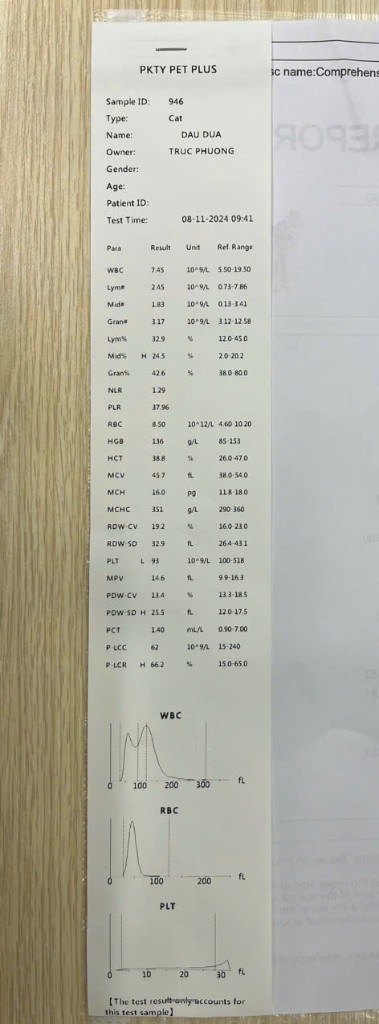 PKTY PET PLUS
Sample ID: 946
Type: Cat
Name: DAU DUA
Owner: TRUC PHUONG
Gender:
Age:
Patient ID:
Test Time: 08-11-2024 09:41
Para Result Unit Ref. Range
WBC 7.45 10^9/L 5.50-19.50
Lym# 2.45 10^9/L 0.73-7.86
Mid# 1.83 10^9/L 0.13-3.41
Gran# 3.17 10^9/L 3.12-12.58
Lym% 32.9 % 12.0-45.0
Mid% H 24.5 % 2.0-20.2
Gran% 42.6 % 38.0-80.0
NLR 1.29
PLR 37.96
RBC 8.50 10^12/L 4.60-10.20
HGB 136 g/L 85-153
HCT 38.8 % 26.0-47.0
MCV 45.7 fL 38.0-54.0
MCH 16.0 pg 11.8-18.0
MCHC 351 g/L 290-360
RDW-CV 19.2 % 16.0-23.0
RDW-SD 32.9 fL 26.4-43.1
PLT L 93 10^9/L 100-518
MPV 14.6 fL 9.9-16.3
PDW-CV 13.4 % 13.3-18.5
PDW-SD H 25.5 fL 12.0-17.5
PCT 1.40 mL/L 0.90-7.00
P-LCC 62 10^9/L 15-240
P-LCR H 66.2 % 15.0-65.0
WBC
0 100 200 300 fL
RBC
0 100 200 fL
PLT
0 10 20 30 fL
【The test result only accounts for
this test sample】
sc name:Comprehens